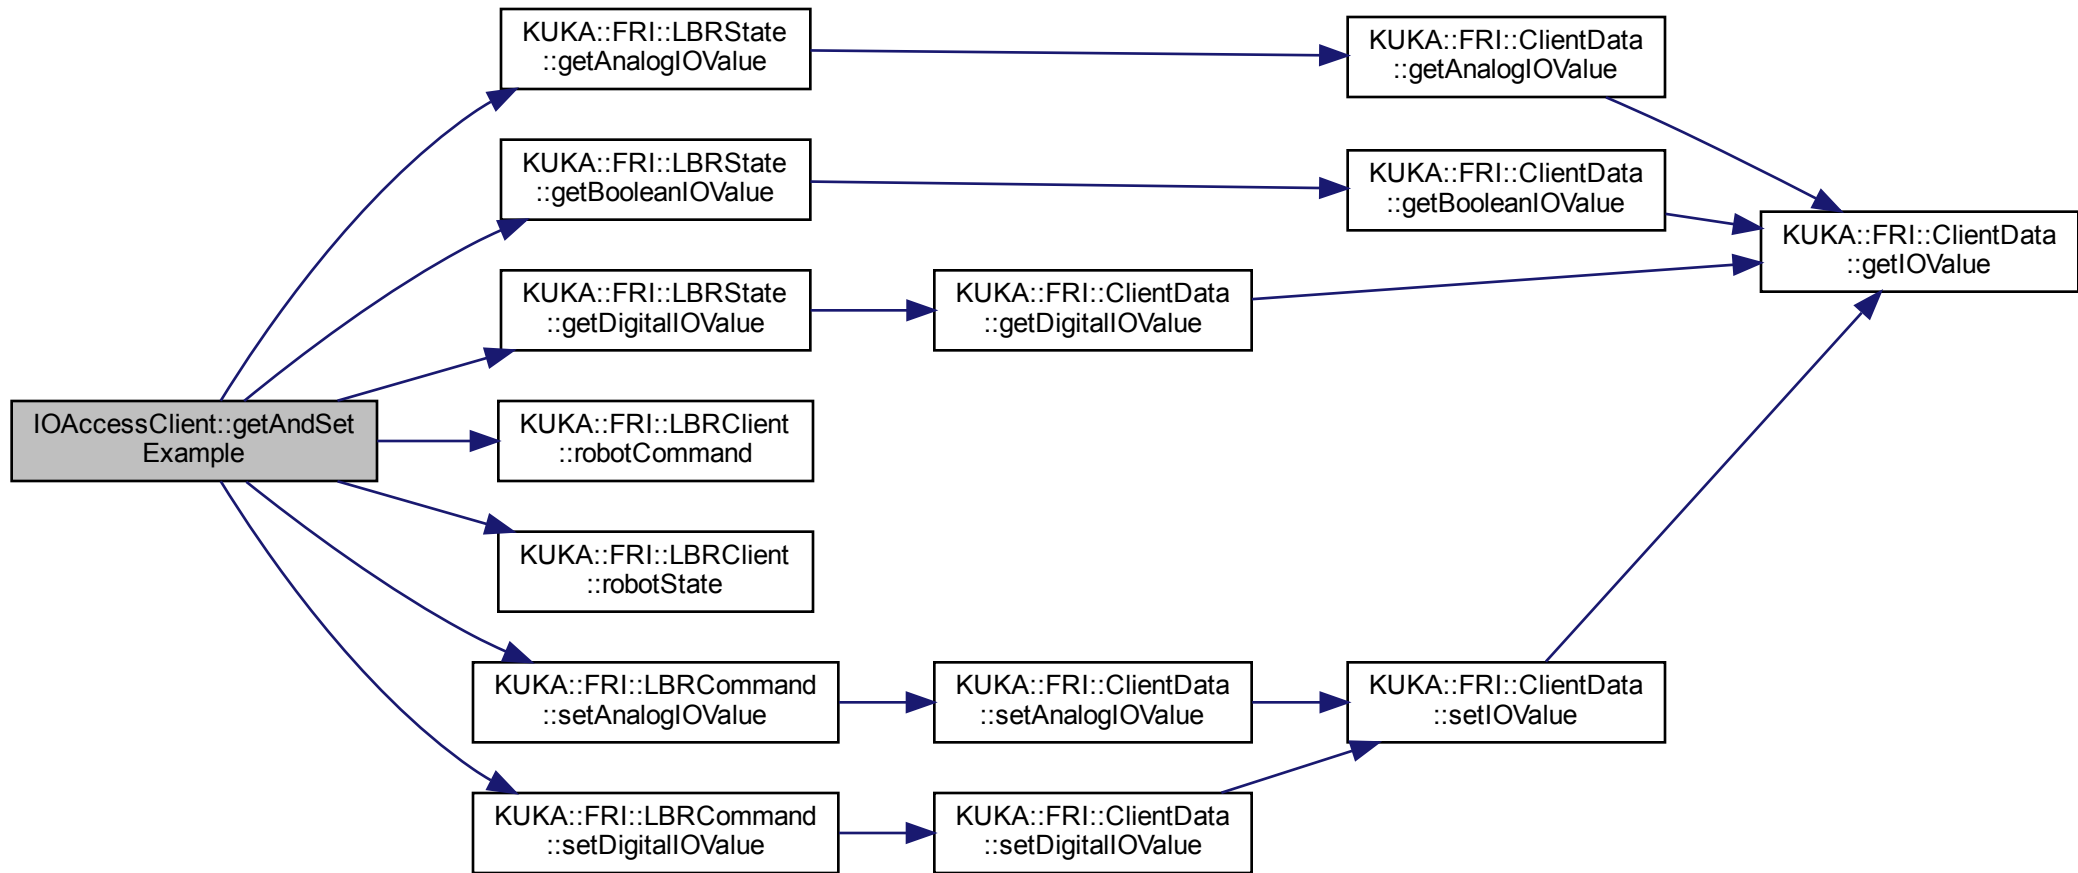 KUKA::FRI::LBRState
::getAnalogIOValue
KUKA::FRI::ClientData
::getAnalogIOValue
KUKA::FRI::LBRState
::getBooleanIOValue
KUKA::FRI::ClientData
::getBooleanIOValue
KUKA::FRI::ClientData
::getIOValue
KUKA::FRI::LBRState
::getDigitalIOValue
KUKA::FRI::ClientData
::getDigitalIOValue
IOAccessClient::getAndSet
Example
KUKA::FRI::LBRClient
::robotCommand
KUKA::FRI::LBRClient
::robotState
KUKA::FRI::LBRCommand
::setAnalogIOValue
KUKA::FRI::ClientData
::setAnalogIOValue
KUKA::FRI::ClientData
::setIOValue
KUKA::FRI::LBRCommand
::setDigitalIOValue
KUKA::FRI::ClientData
::setDigitalIOValue